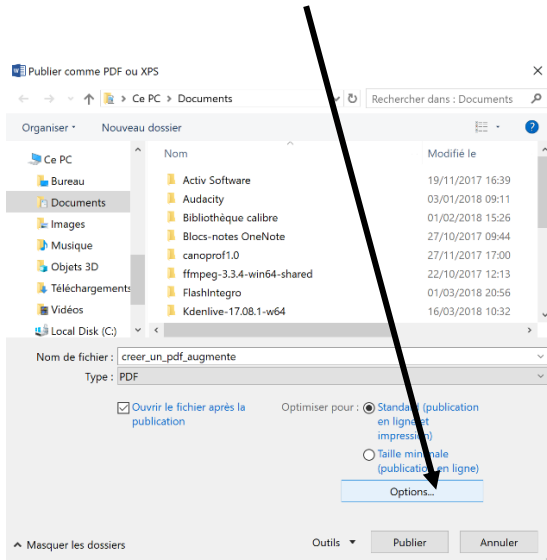 Publier comme PDF ou XPS
Ce PC > Documents
Rechercher dans : Documents
Organiser
Nouveau dossier
Nom
Modifié le
Ce PC
Bureau
Documents
Images
Musique
Objets 3D
Téléchargements
Vidéos
Local Disk (C:)
Activ Software 19/11/2017 16:39
Audacity 03/01/2018 09:11
Bibliothèque calibre 01/02/2018 15:26
Blocs-notes OneNote 27/10/2017 09:44
canoprof1.0 27/11/2017 17:00
ffmpeg-3.3.4-win64-shared 22/10/2017 12:13
FlashIntegro 01/03/2018 20:56
Kdenlive-17.08.1-w64 16/03/2018 10:32
Nom de fichier : creer_un_pdf_augmente
Type : PDF
Ouvrir le fichier après la
publication
Optimiser pour :
Standard (publication
en ligne et
impression)
Taille minimale
(publication en ligne)
Options...
Masquer les dossiers
Outils
Publier
Annuler